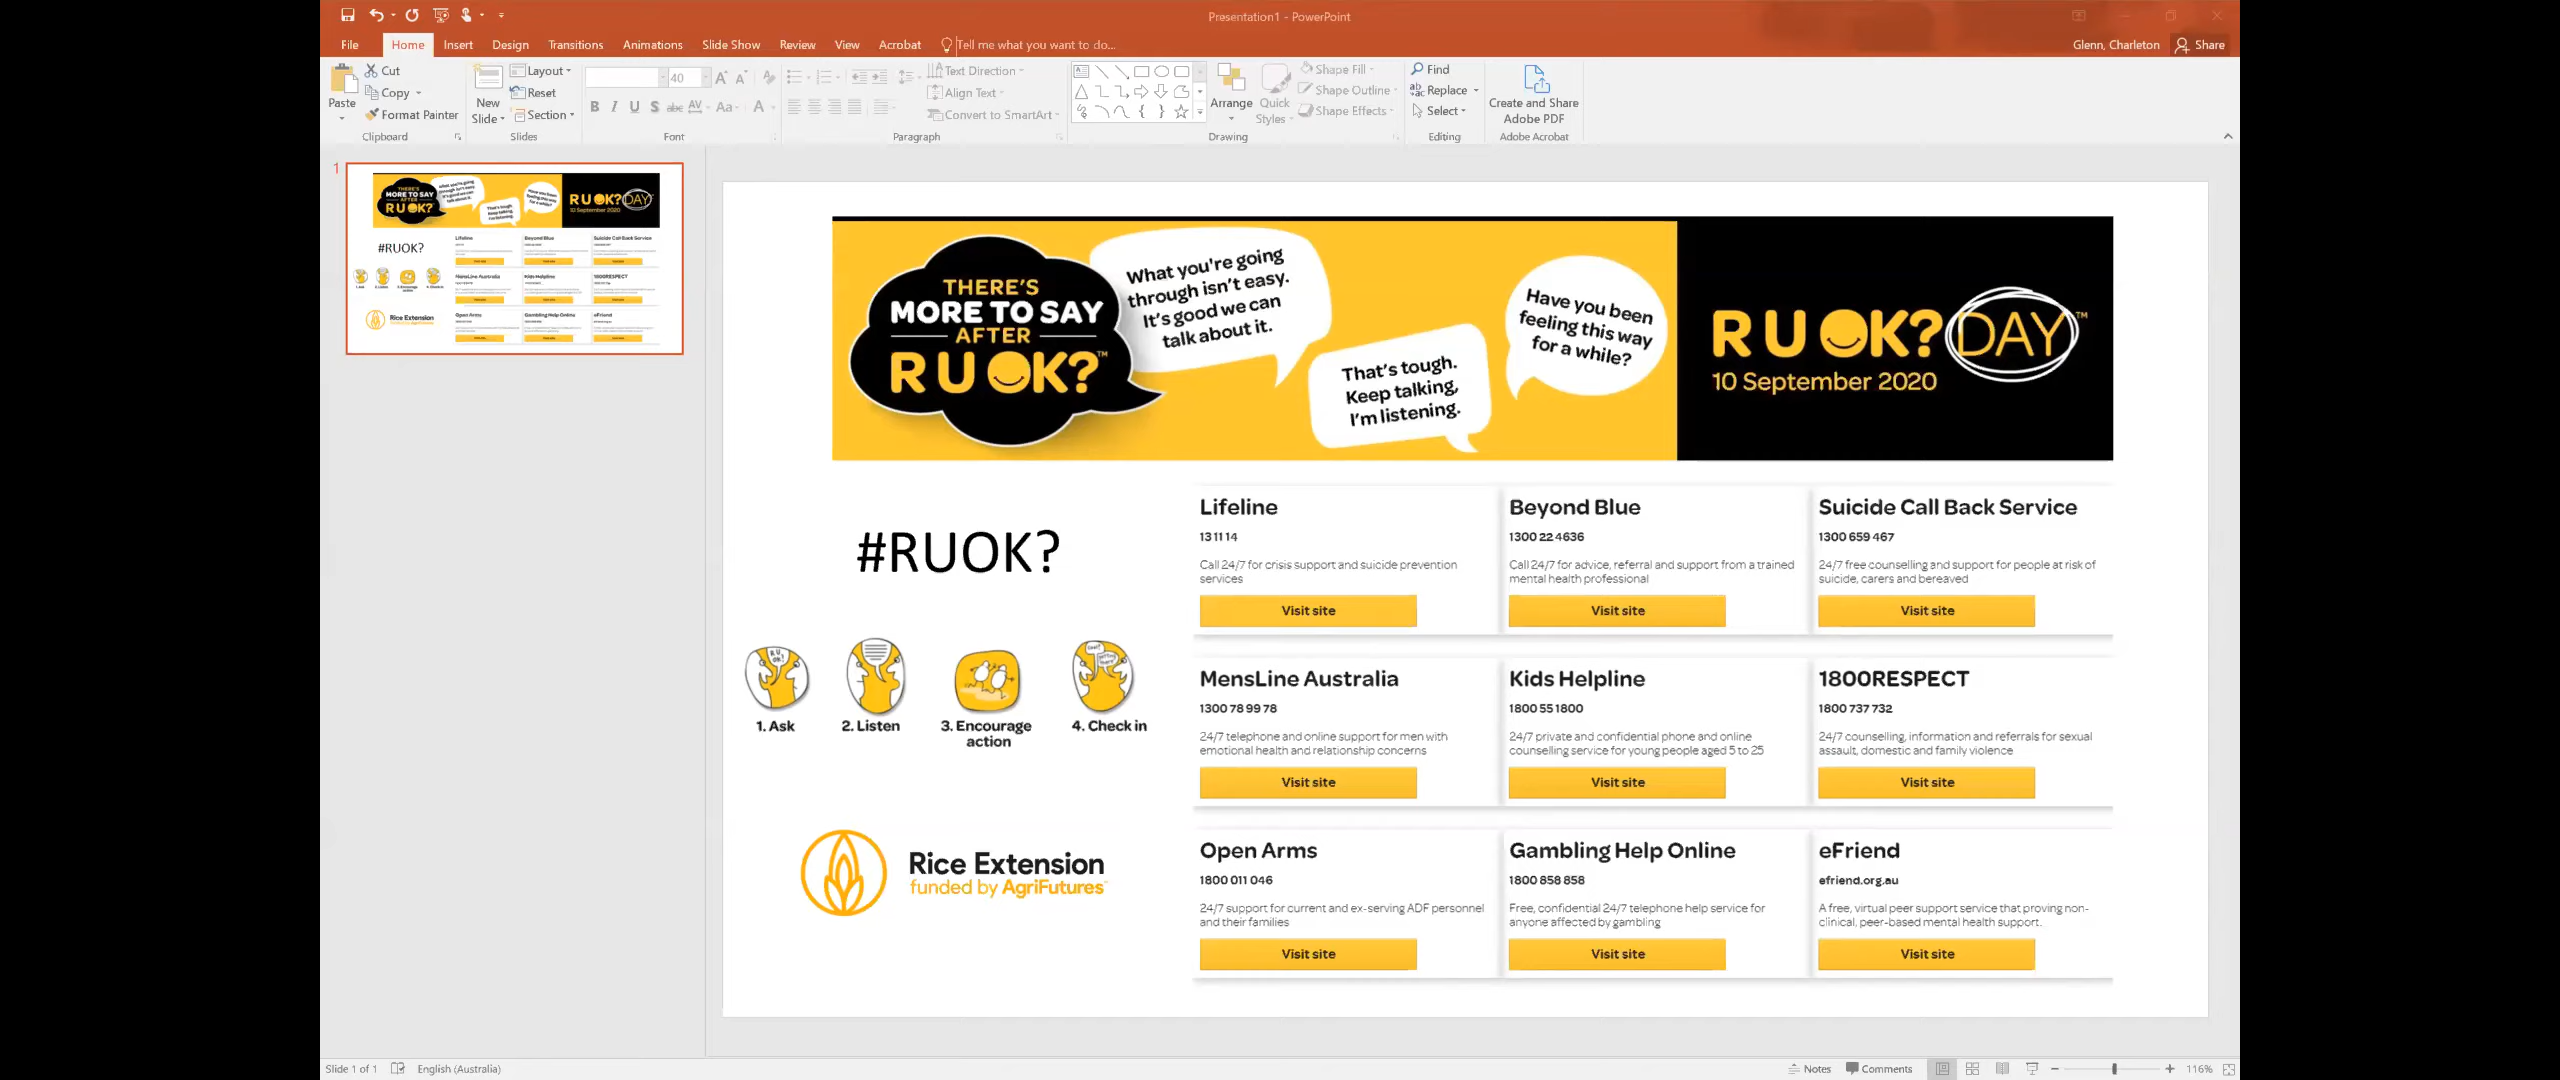 Presentation1 - PowerPoint
File Home Insert Design Transitions Animations Slide Show Review View Acrobat Tell me what you want to do... Glenn, Charleton Share
Paste Cut Copy Format Painter
Clipboard
New Slide Layout Reset Section
Slides
40
B I U S abc AV Aa A
Font
Text Direction
Align Text
Convert to SmartArt
Paragraph
Arrange Quick Styles Shape Fill Shape Outline Shape Effects
Drawing
Find
Replace
Select
Editing
Create and Share
Adobe PDF
Adobe Acrobat
1
THERE'S
MORE TO SAY
AFTER
R U OK?™
What you're going
through isn't easy.
It's good we can
talk about it.
That's tough.
Keep talking,
I'm listening.
Have you been
feeling this way
for a while?
R U OK? DAY™
10 September 2020
#RUOK?
1. Ask
2. Listen
3. Encourage
action
4. Check in
Rice Extension
funded by AgriFutures™
Lifeline
13 11 14
Call 24/7 for crisis support and suicide prevention
services
Visit site
Beyond Blue
1300 22 4636
Call 24/7 for advice, referral and support from a trained
mental health professional
Visit site
Suicide Call Back Service
1300 659 467
24/7 free counselling and support for people at risk of
suicide, carers and bereaved
Visit site
MensLine Australia
1300 78 99 78
24/7 telephone and online support for men with
emotional health and relationship concerns
Visit site
Kids Helpline
1800 55 1800
24/7 private and confidential phone and online
counselling service for young people aged 5 to 25
Visit site
1800RESPECT
1800 737 732
24/7 counselling, information and referrals for sexual
assault, domestic and family violence
Visit site
Open Arms
1800 011 046
24/7 support for current and ex-serving ADF personnel
and their families
Visit site
Gambling Help Online
1800 858 858
Free, confidential 24/7 telephone help service for
anyone affected by gambling
Visit site
eFriend
efriend.org.au
A free, virtual peer support service that proving non-
clinical, peer-based mental health support.
Visit site
Slide 1 of 1 English (Australia) Notes Comments 116%